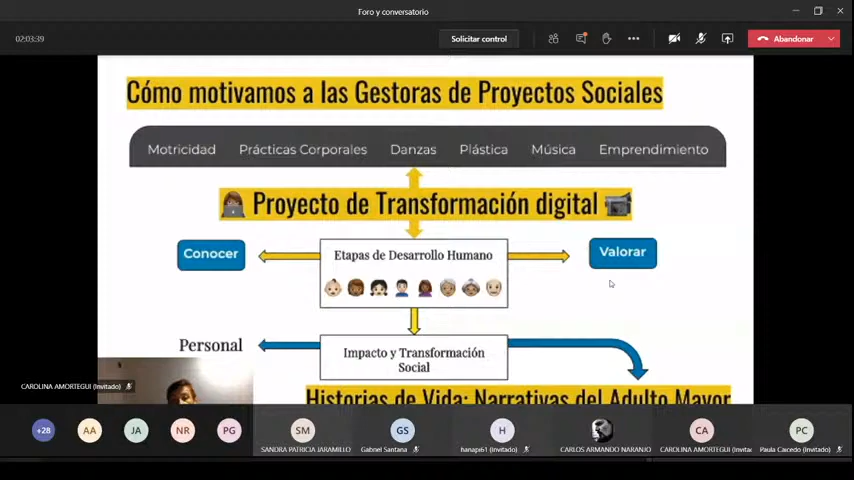 Foro y conversatorio
02:03:39
Solicitar control
Abandonar
Cómo motivamos a las Gestoras de Proyectos Sociales
Motricidad Prácticas Corporales Danzas Plástica Música Emprendimiento
Proyecto de Transformación digital
Conocer
Etapas de Desarrollo Humano
Valorar
Personal
Impacto y Transformación
Social
Historias de Vida: Narrativas del Adulto Mayor
CAROLINA AMORTEGUI (Invitado)
+28 AA JA NR PG SM GS H CA PC
SANDRA PATRICIA JARAMILLO Gabriel Santana hanapi61 (Invitado) CARLOS ARMANDO NARANJO CAROLINA AMORTEGUI (Invitac Paula Caicedo (Invitado)